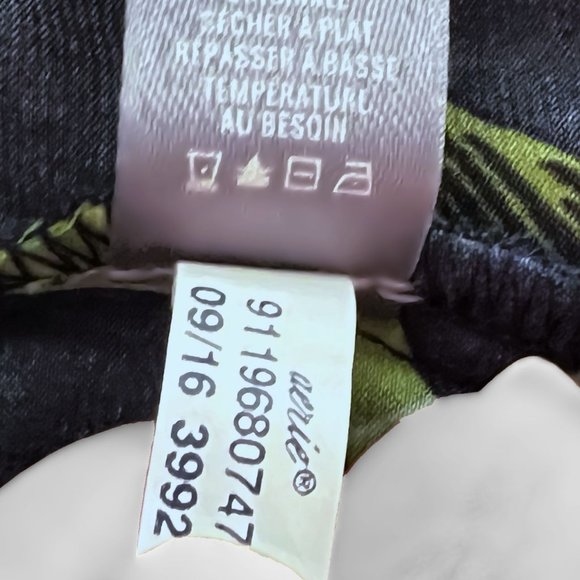 SÉCHER À PLAT
REPASSER À BASSE
TEMPÉRATURE
AU BESOIN
aerie®
9119680747
09/16 3992